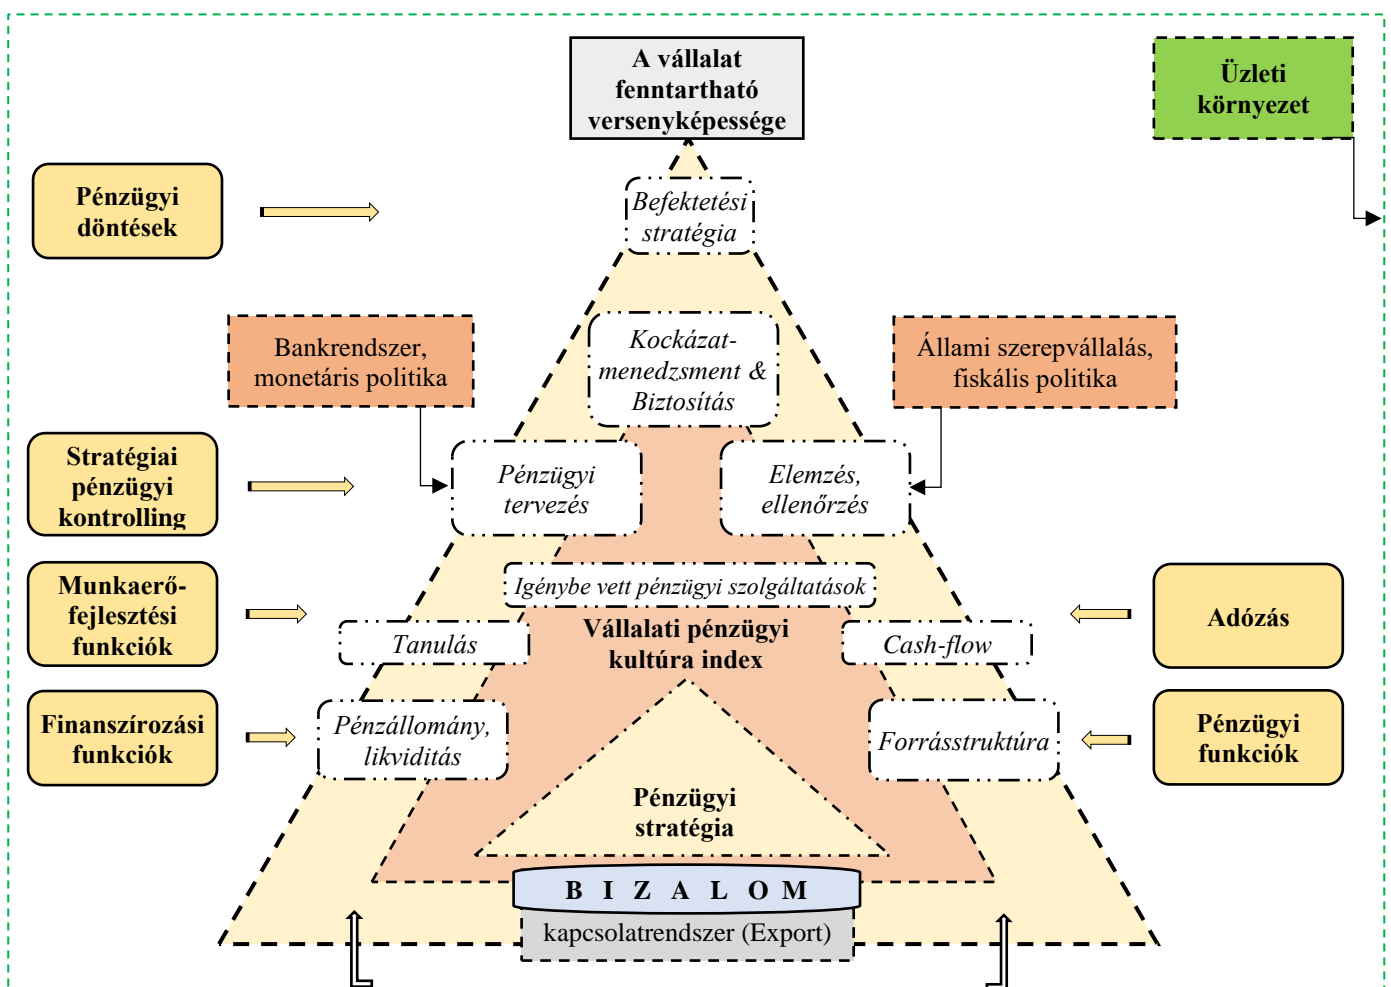 A vállalat
fenntartható
versenyképessége
Üzleti
környezet
Pénzügyi
döntések
Befektetési
stratégia
Bankrendszer,
monetáris politika
Kockázat-
menedzsment &
Biztosítás
Állami szerepvállalás,
fiskális politika
Stratégiai
pénzügyi
kontrolling
Pénzügyi
tervezés
Elemzés,
ellenőrzés
Munkaerő-
fejlesztési
funkciók
Igénybe vett pénzügyi szolgáltatások
Tanulás
Vállalati pénzügyi
kultúra index
Cash-flow
Adózás
Finanszírozási
funkciók
Pénzállomány,
likviditás
Forrásstruktúra
Pénzügyi
funkciók
Pénzügyi
stratégia
B I Z A L O M
kapcsolatrendszer (Export)